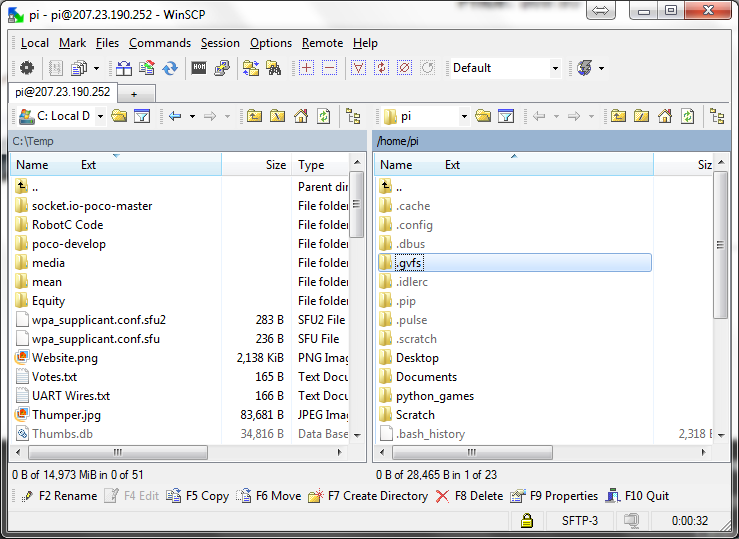 pi - pi@207.23.190.252 - WinSCP
Local Mark Files Commands Session Options Remote Help
Default
pi@207.23.190.252 +
C: Local D pi
C:\Temp /home/pi
Name Ext Size Type Name Ext Siz
.. Parent dir ..
socket.io-poco-master File folder .cache
RobotC Code File folder .config
poco-develop File folder .dbus
media File folder .gvfs
mean File folder .idlerc
Equity File folder .pip
wpa_supplicant.conf.sfu2 283 B SFU2 File .pulse
wpa_supplicant.conf.sfu 236 B SFU File .scratch
Website.png 2,138 KiB PNG Imag Desktop
Votes.txt 165 B Text Docu Documents
UART Wires.txt 166 B Text Docu python_games
Thumper.jpg 83,681 B JPEG Imag Scratch
Thumbs.db 34,816 B Data Base .bash_history 2,318 B
0 B of 14,973 MiB in 0 of 51 0 B of 28,465 B in 1 of 23
F2 Rename F4 Edit F5 Copy F6 Move F7 Create Directory F8 Delete F9 Properties F10 Quit
SFTP-3 0:00:32